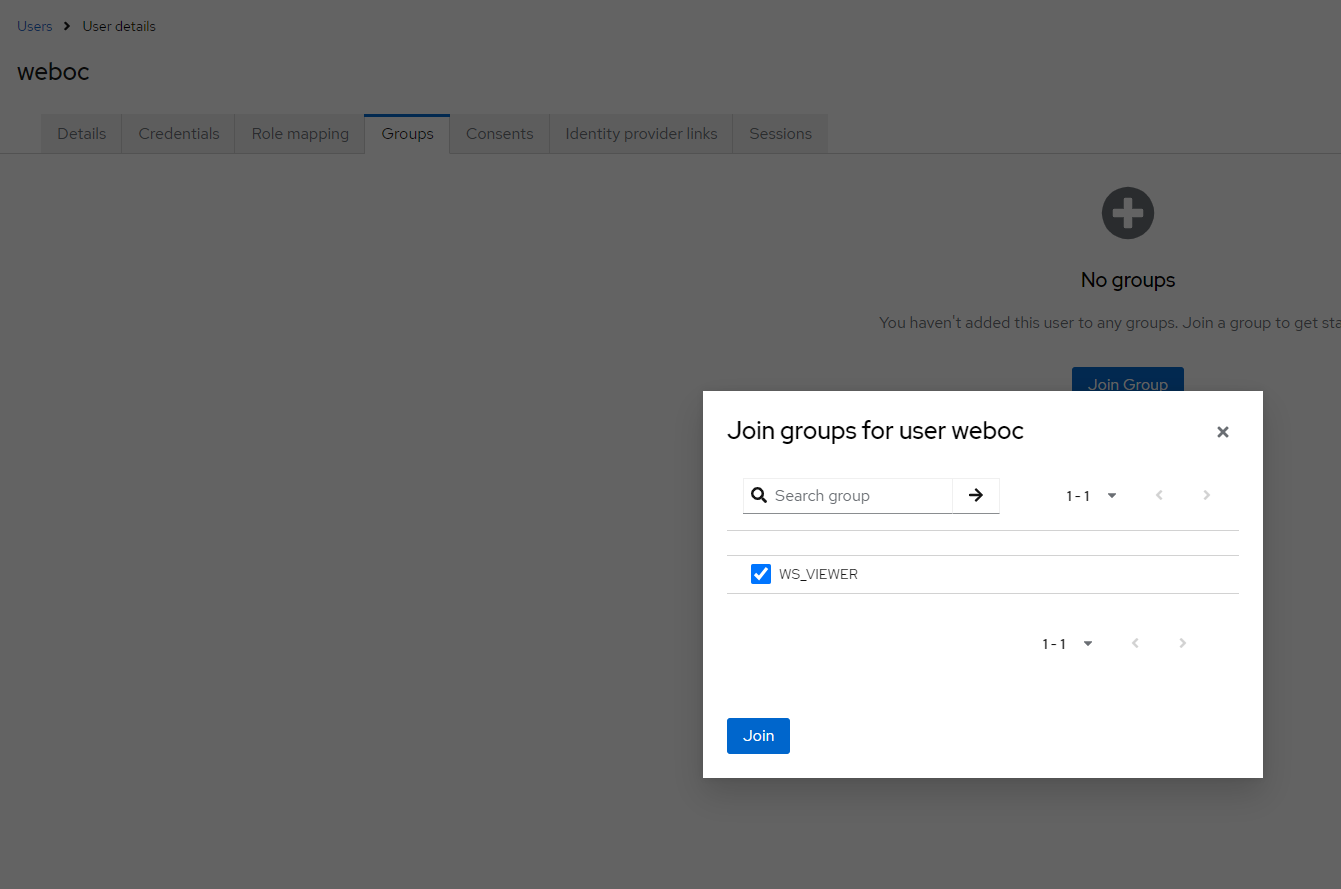 Users > User details
weboc
Details Credentials Role mapping Groups Consents Identity provider links Sessions
No groups
You haven't added this user to any groups. Join a group to get
Join Group
Join groups for user weboc
Search group
1 - 1
WS_VIEWER
1 - 1
Join